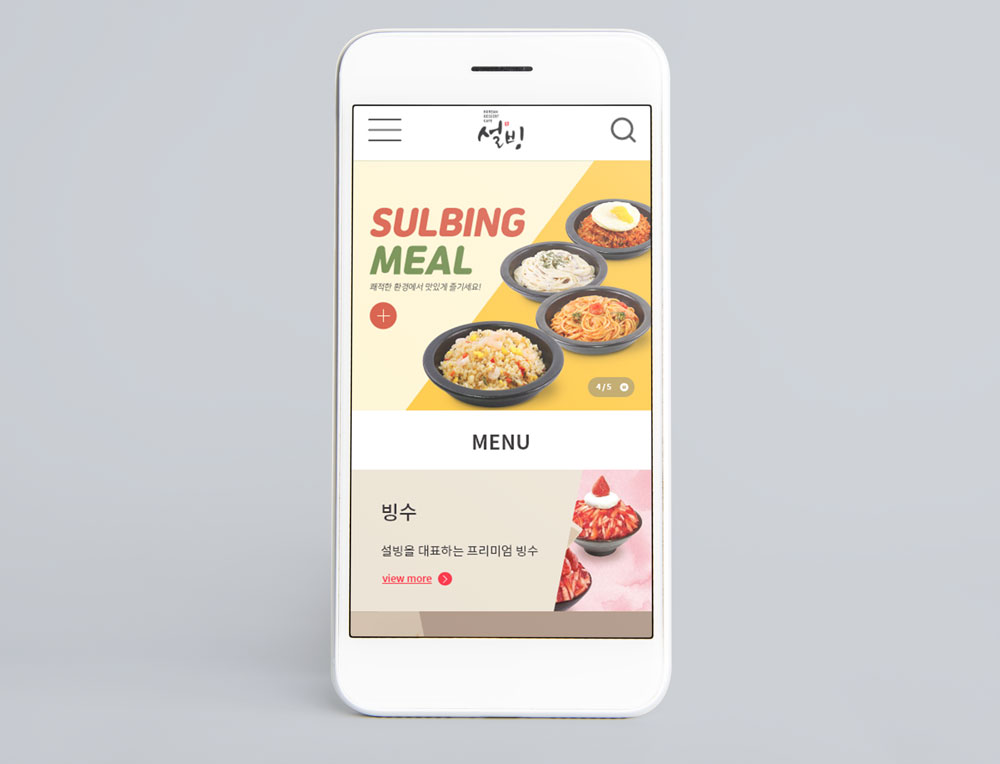 KOREAN
DESSERT
CAFE
설빙
SULBING
MEAL
쾌적한 환경에서 맛있게 즐기세요!
4/5
MENU
빙수
설빙을 대표하는 프리미엄 빙수
view more